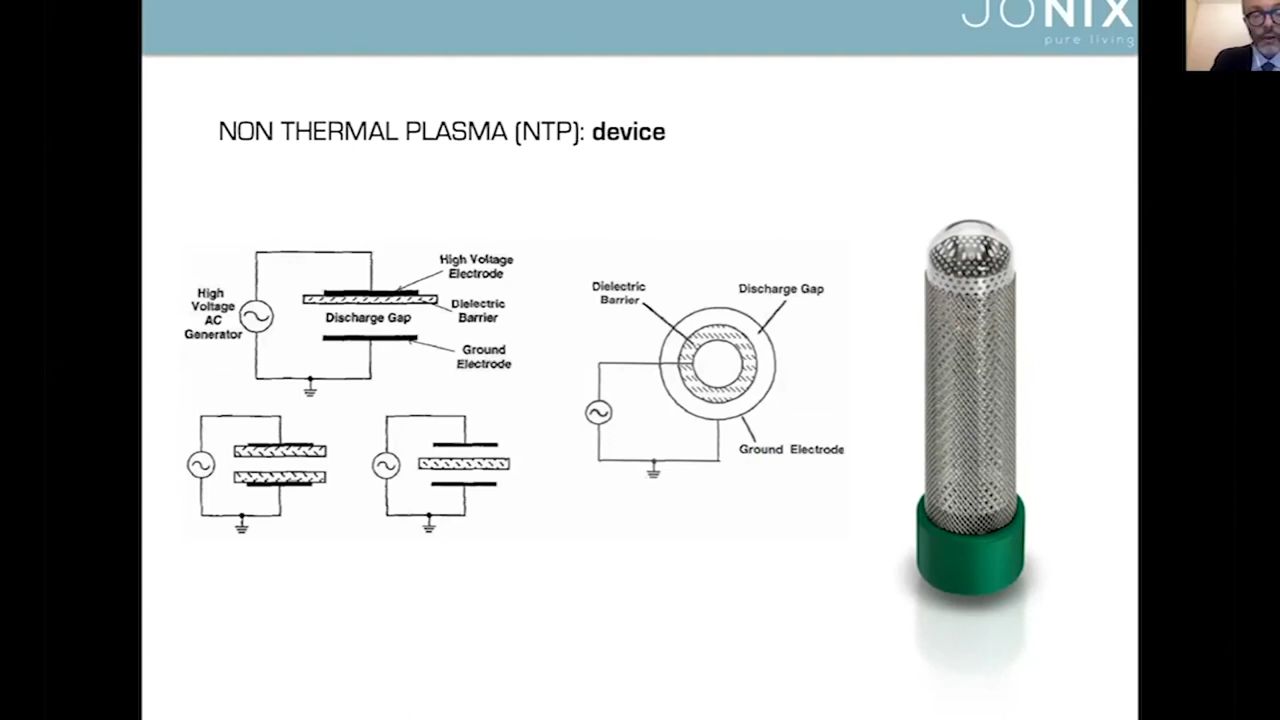 JONIX
pure living
NON THERMAL PLASMA (NTP): device
High Voltage
Electrode
High
Voltage
AC
Generator
Dielectric
Barrier
Discharge Gap
Ground
Electrode
Dielectric
Barrier
Discharge Gap
Ground Electrode